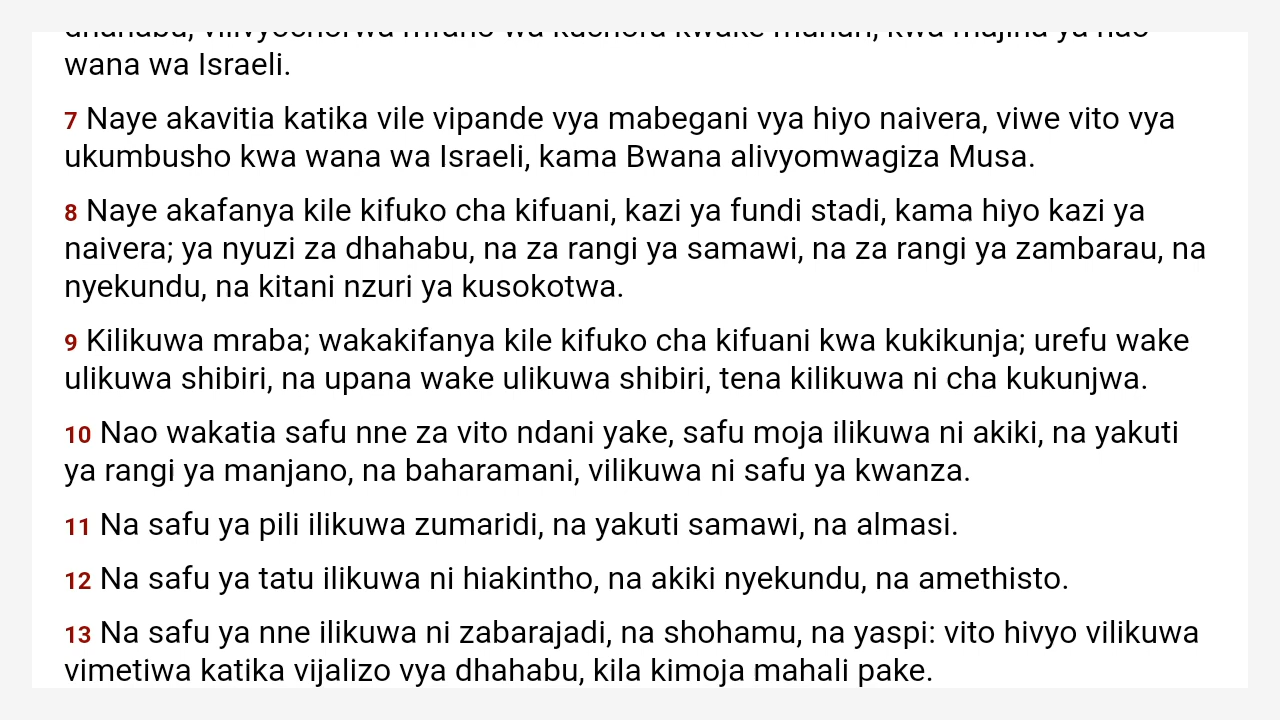 wana wa Israeli.
7 Naye akavitia katika vile vipande vya mabegani vya hiyo naivera, viwe vito vya
ukumbusho kwa wana wa Israeli, kama Bwana alivyomwagiza Musa.
8 Naye akafanya kile kifuko cha kifuani, kazi ya fundi stadi, kama hiyo kazi ya
naivera; ya nyuzi za dhahabu, na za rangi ya samawi, na za rangi ya zambarau, na
nyekundu, na kitani nzuri ya kusokotwa.
9 Kilikuwa mraba; wakakifanya kile kifuko cha kifuani kwa kukikunja; urefu wake
ulikuwa shibiri, na upana wake ulikuwa shibiri, tena kilikuwa ni cha kukunjwa.
10 Nao wakatia safu nne za vito ndani yake, safu moja ilikuwa ni akiki, na yakuti
ya rangi ya manjano, na baharamani, vilikuwa ni safu ya kwanza.
11 Na safu ya pili ilikuwa zumaridi, na yakuti samawi, na almasi.
12 Na safu ya tatu ilikuwa ni hiakintho, na akiki nyekundu, na amethisto.
13 Na safu ya nne ilikuwa ni zabarajadi, na shohamu, na yaspi: vito hivyo vilikuwa
vimetiwa katika vijalizo vya dhahabu, kila kimoja mahali pake.